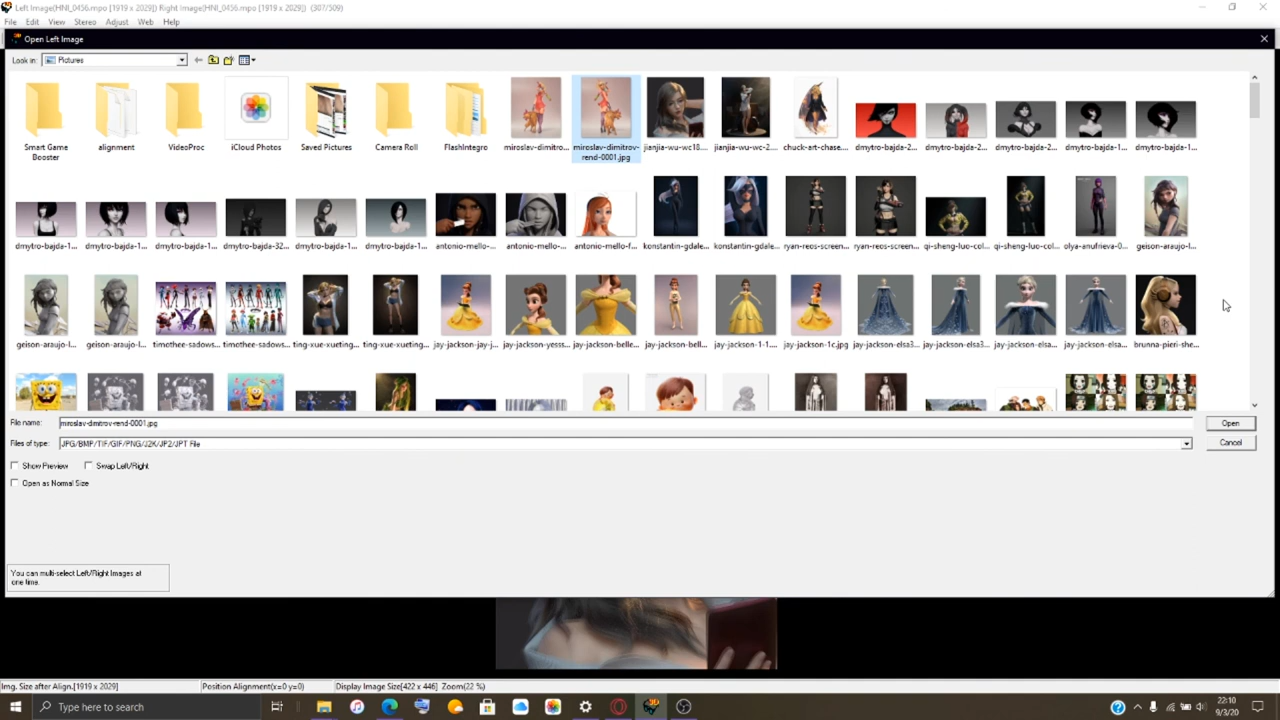 Left Image[HNI_0456.mpo [1919 x 2029]] Right Image[HNI_0456.mpo [1919 x 2029]] (307/509)
File Edit View Stereo Adjust Web Help
Open Left Image
Look in: Pictures
Smart Game Booster
alignment
VideoProc
iCloud Photos
Saved Pictures
Camera Roll
FlashIntegro
miroslav-dimitro...
miroslav-dimitrov-rend-0001.jpg
jianjia-wu-wc18....
jianjia-wu-wc-2...
chuck-art-chase....
dmytro-bajda-2...
dmytro-bajda-2...
dmytro-bajda-2...
dmytro-bajda-1...
dmytro-bajda-1...
dmytro-bajda-1...
dmytro-bajda-1...
dmytro-bajda-1...
dmytro-bajda-32...
dmytro-bajda-1...
dmytro-bajda-1...
antonio-mello-...
antonio-mello-...
antonio-mello-f...
konstantin-gdale...
konstantin-gdale...
ryan-reos-screen...
ryan-reos-screen...
qi-sheng-luo-col...
qi-sheng-luo-col...
olya-anufrieva-0...
geison-araujo-l...
geison-araujo-l...
geison-araujo-l...
timothee-sadows...
timothee-sadows...
ting-xue-xueting...
ting-xue-xueting...
jay-jackson-jay-j...
jay-jackson-yesss...
jay-jackson-belle...
jay-jackson-bell...
jay-jackson-1-1...
jay-jackson-1c.jpg
jay-jackson-elsa3...
jay-jackson-elsa3...
jay-jackson-elsa...
jay-jackson-elsa...
brunna-pieri-she...
File name: miroslav-dimitrov-rend-0001.jpg
Open
Files of type: JPG/BMP/TIF/GIF/PNG/J2K/JP2/JPT File
Cancel
Show Preview
Swap Left/Right
Open as Normal Size
You can multi-select Left/Right Images at
one time.
Img. Size after Align.[1919 x 2029]
Position Alignment(x=0 y=0)
Display Image Size[422 x 446] Zoom(22 %)
Type here to search
22:10
9/3/20